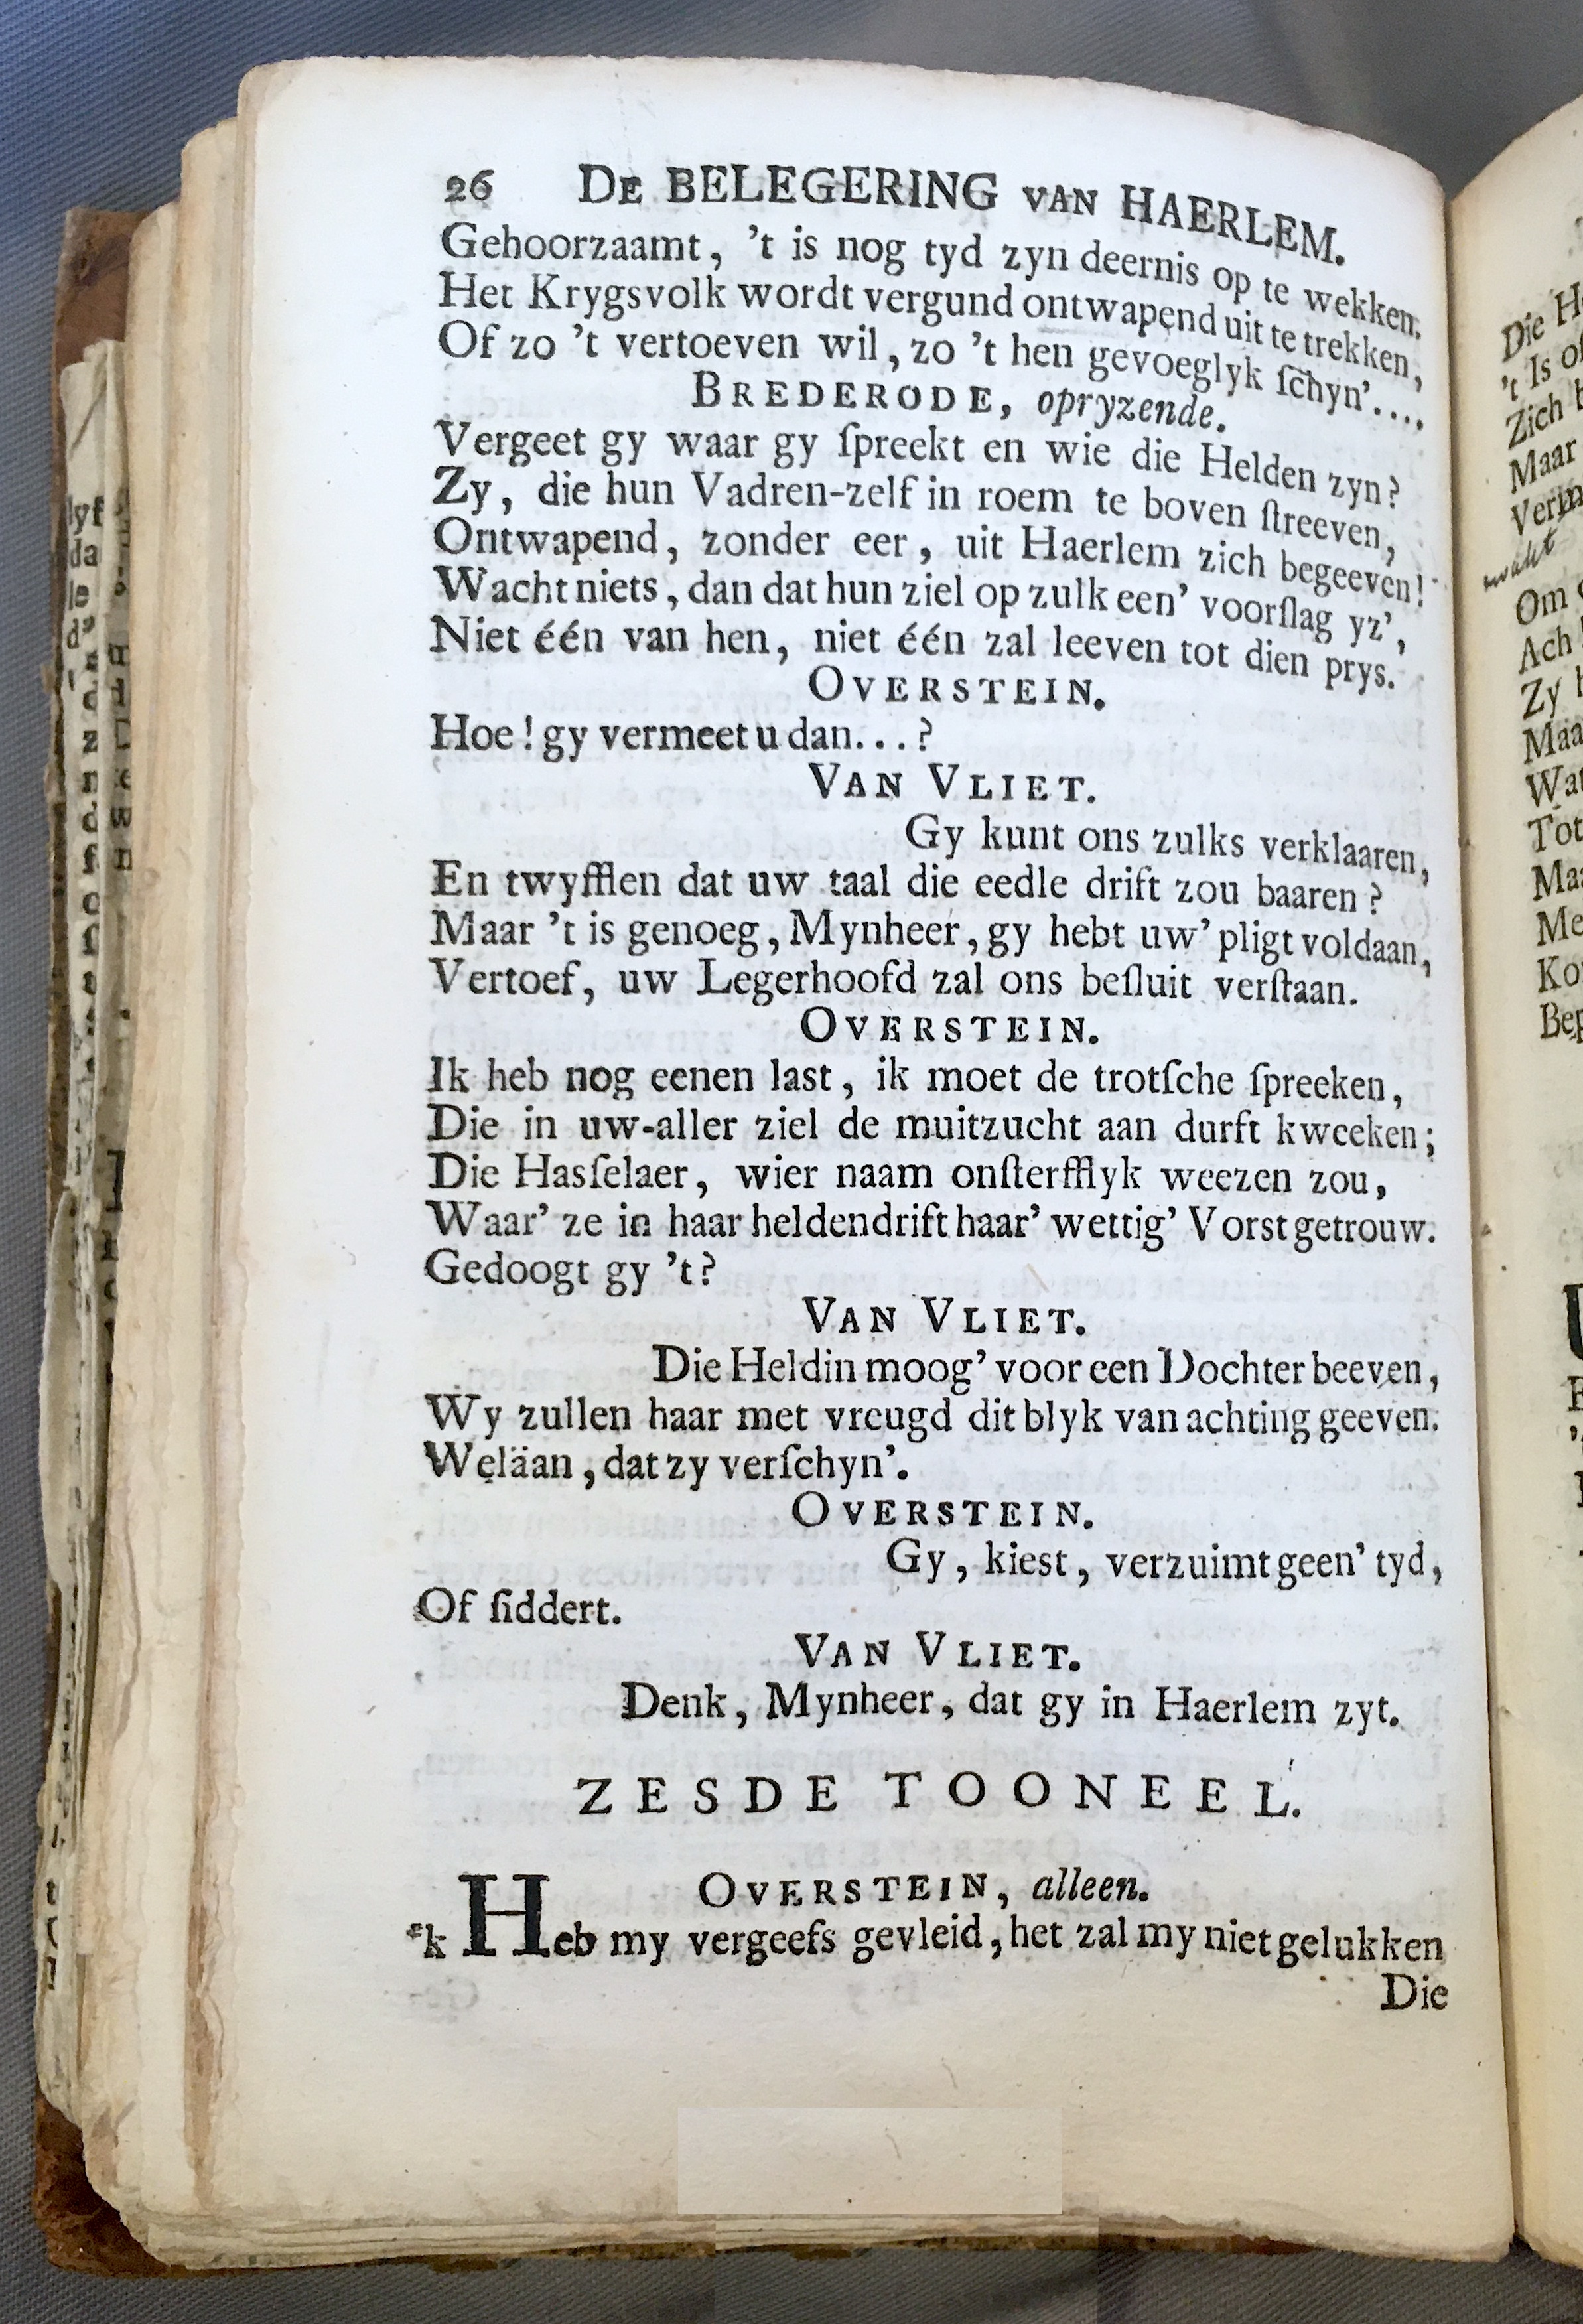 26 DE BELEGERING VAN HAERLEM.
Gehoorzaamt, 't is nog tyd zyn deernis op te wekken.
Het Krygsvolk wordt vergund ontwapend uit te trekken,
Of zo 't vertoeven wil, zo 't hen gevoeglyk ſchyn'....
BREDERODE, opryzende.
Vergeet gy waar gy ſpreekt en wie die Helden zyn?
Zy, die hun Vadren-zelf in roem te boven ſtreeven,
Ontwapend, zonder eer, uit Haerlem zich begeeven!
Wacht niets, dan dat hun ziel op zulk een' voorſlag yz',
Niet één van hen, niet één zal leeven tot dien prys.
OVERSTEIN.
Hoe! gy vermeet u dan...?
VAN VLIET.
Gy kunt ons zulks verklaaren,
En twyfflen dat uw taal die eedle drift zou baaren?
Maar 't is genoeg, Mynheer, gy hebt uw' pligt voldaan,
Vertoef, uw Legerhoofd zal ons beſluit verſtaan.
OVERSTEIN.
Ik heb nog eenen last, ik moet de trotſche ſpreeken,
Die in uw-aller ziel de muitzucht aan durft kweeken;
Die Hasſelaer, wier naam onſterfflyk weezen zou,
Waar' ze in haar heldendrift haar' wettig' Vorst getrouw.
Gedoogt gy 't?
VAN VLIET.
Die Heldin moog' voor een Dochter beeven,
Wy zullen haar met vreugd dit blyk van achting geeven.
Weläan, dat zy verſchyn'.
OVERSTEIN.
Gy, kiest, verzuimt geen' tyd,
Of ſiddert.
VAN VLIET.
Denk, Mynheer, dat gy in Haerlem zyt.
ZESDE TOONEEL.
OVERSTEIN, alleen.
'k Heb my vergeefs gevleid, het zal my niet gelukken
Die
Die
't Is
Zich
Maar
Om
Ach
Zy
Tot
Me